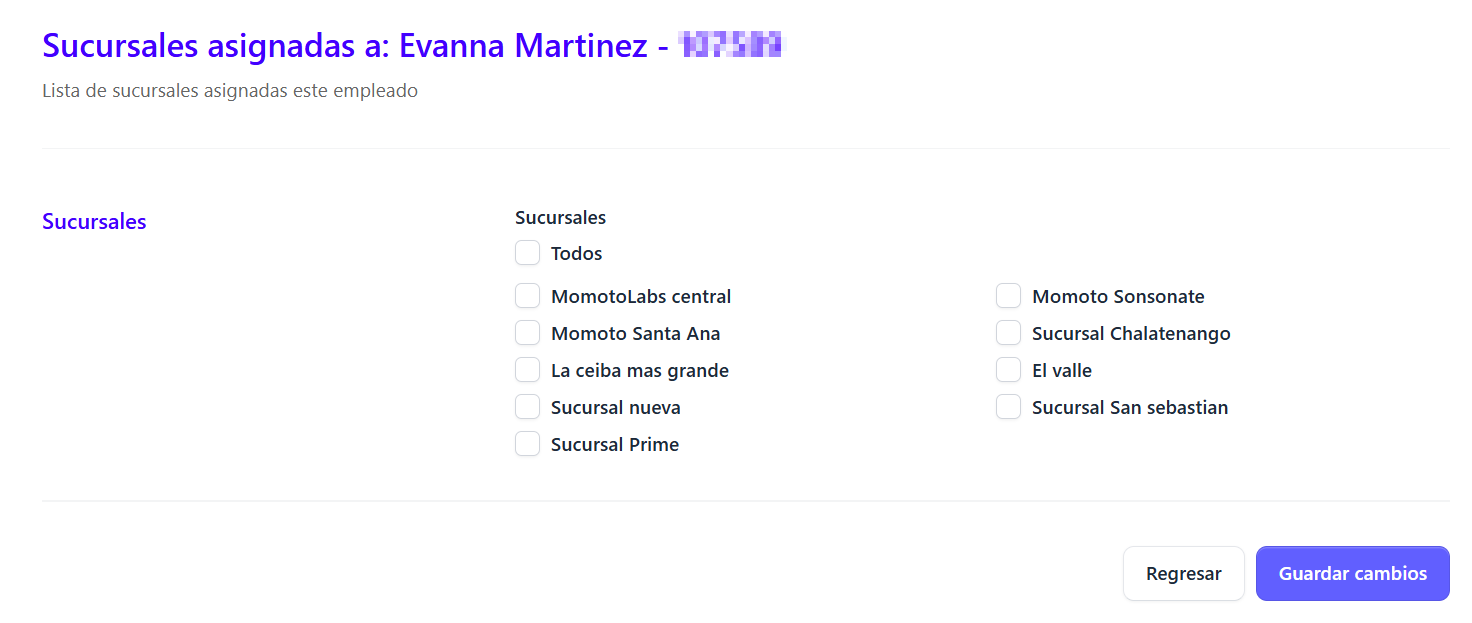 Sucursales asignadas a: Evanna Martinez -
Lista de sucursales asignadas este empleado
Sucursales
Sucursales
Todos
MomotoLabs central
Momoto Sonsonate
Momoto Santa Ana
Sucursal Chalatenango
La ceiba mas grande
El valle
Sucursal nueva
Sucursal San sebastian
Sucursal Prime
Regresar
Guardar cambios